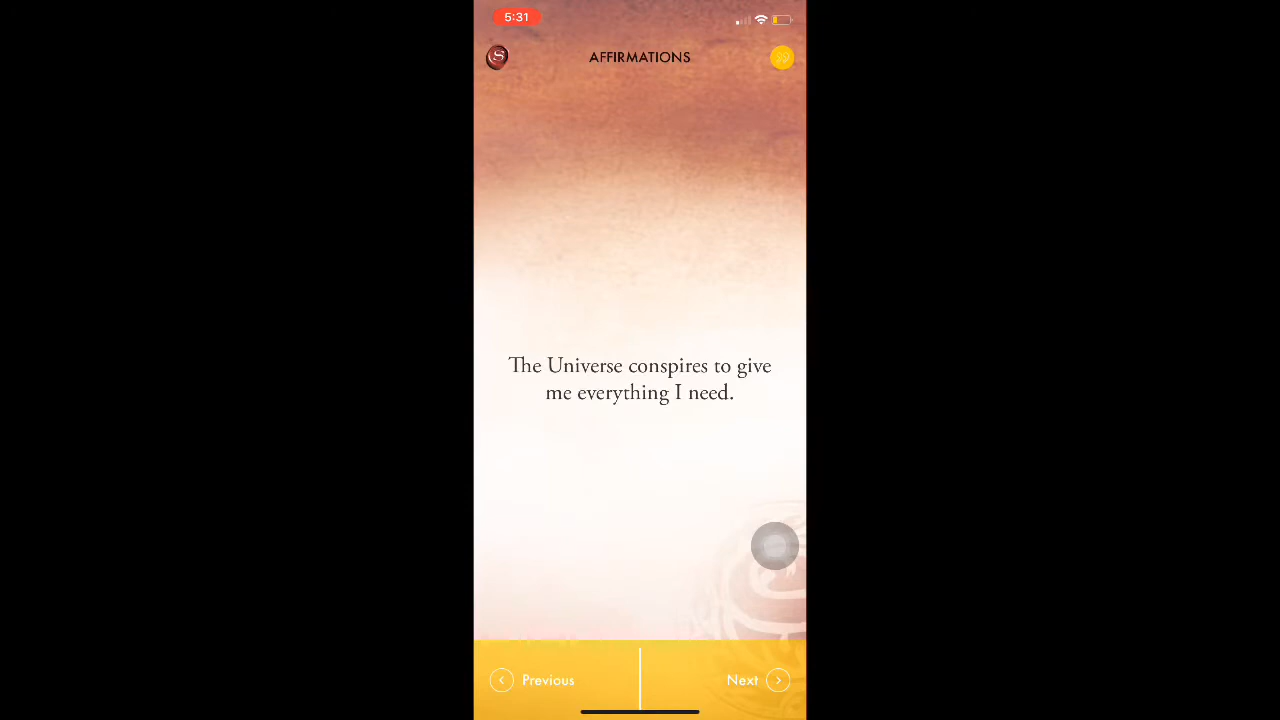 5:31
S
AFFIRMATIONS
The Universe conspires to give
me everything I need.
Previous
Next